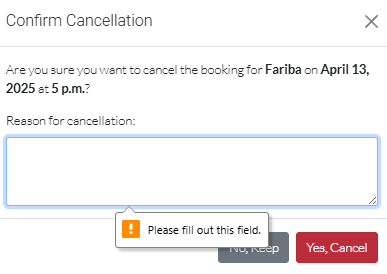 Confirm Cancellation
Are you sure you want to cancel the booking for Fariba on April 13,
2025 at 5 p.m.?
Reason for cancellation:
Please fill out this field.
No, Keep
Yes, Cancel